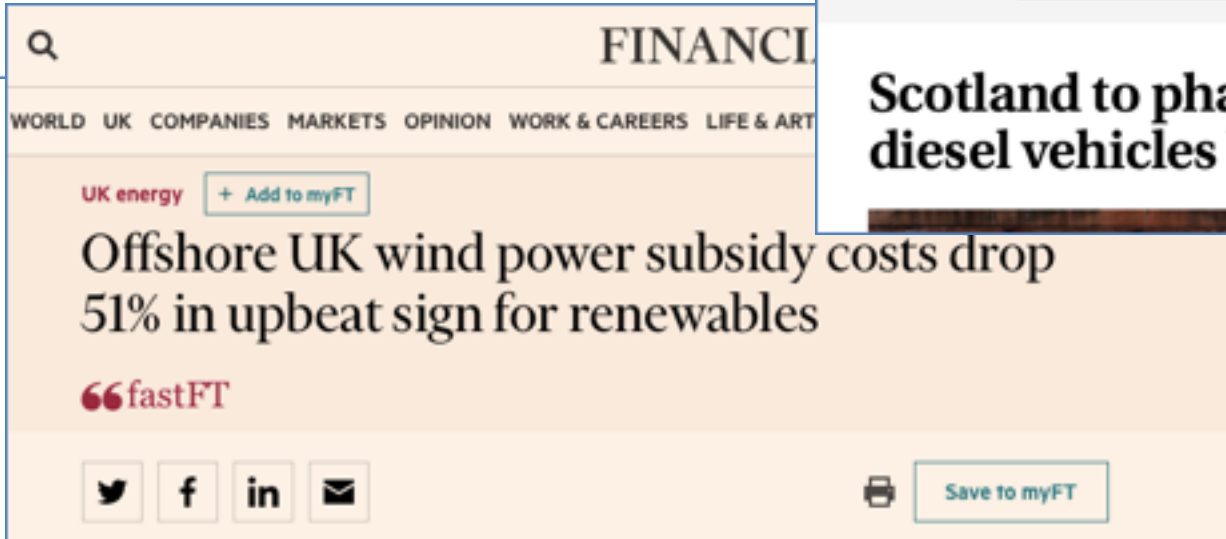 FINANCI
WORLD UK COMPANIES MARKETS OPINION WORK & CAREERS LIFE & ART
UK energy + Add to myFT
Offshore UK wind power subsidy costs drop
51% in upbeat sign for renewables
fastFT
Save to myFT
Scotland to pha
diesel vehicles